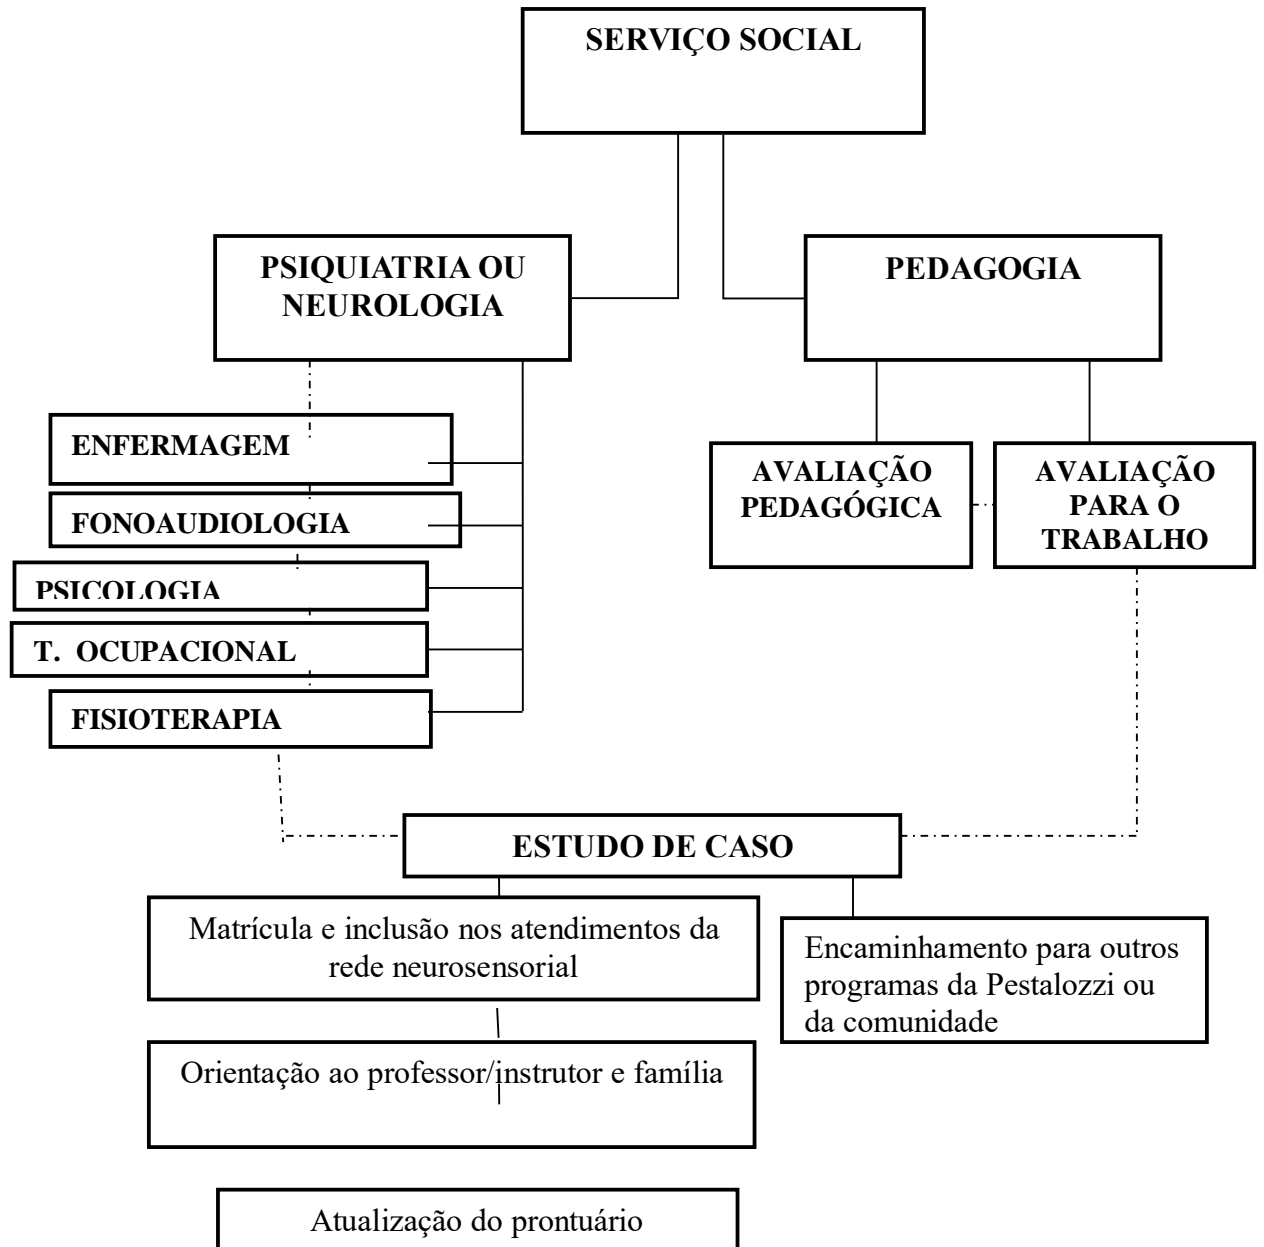 SERVIÇO SOCIAL
PSIQUIATRIA OU
NEUROLOGIA
PEDAGOGIA
ENFERMAGEM
FONOAUDIOLOGIA
PSICOLOGIA
T. OCUPACIONAL
FISIOTERAPIA
AVALIAÇÃO
PEDAGÓGICA
AVALIAÇÃO
PARA O
TRABALHO
ESTUDO DE CASO
Matrícula e inclusão nos atendimentos da
rede neurosensorial
Encaminhamento para outros
programas da Pestalozzi ou
da comunidade
Orientação ao professor/instrutor e família
Atualização do prontuário